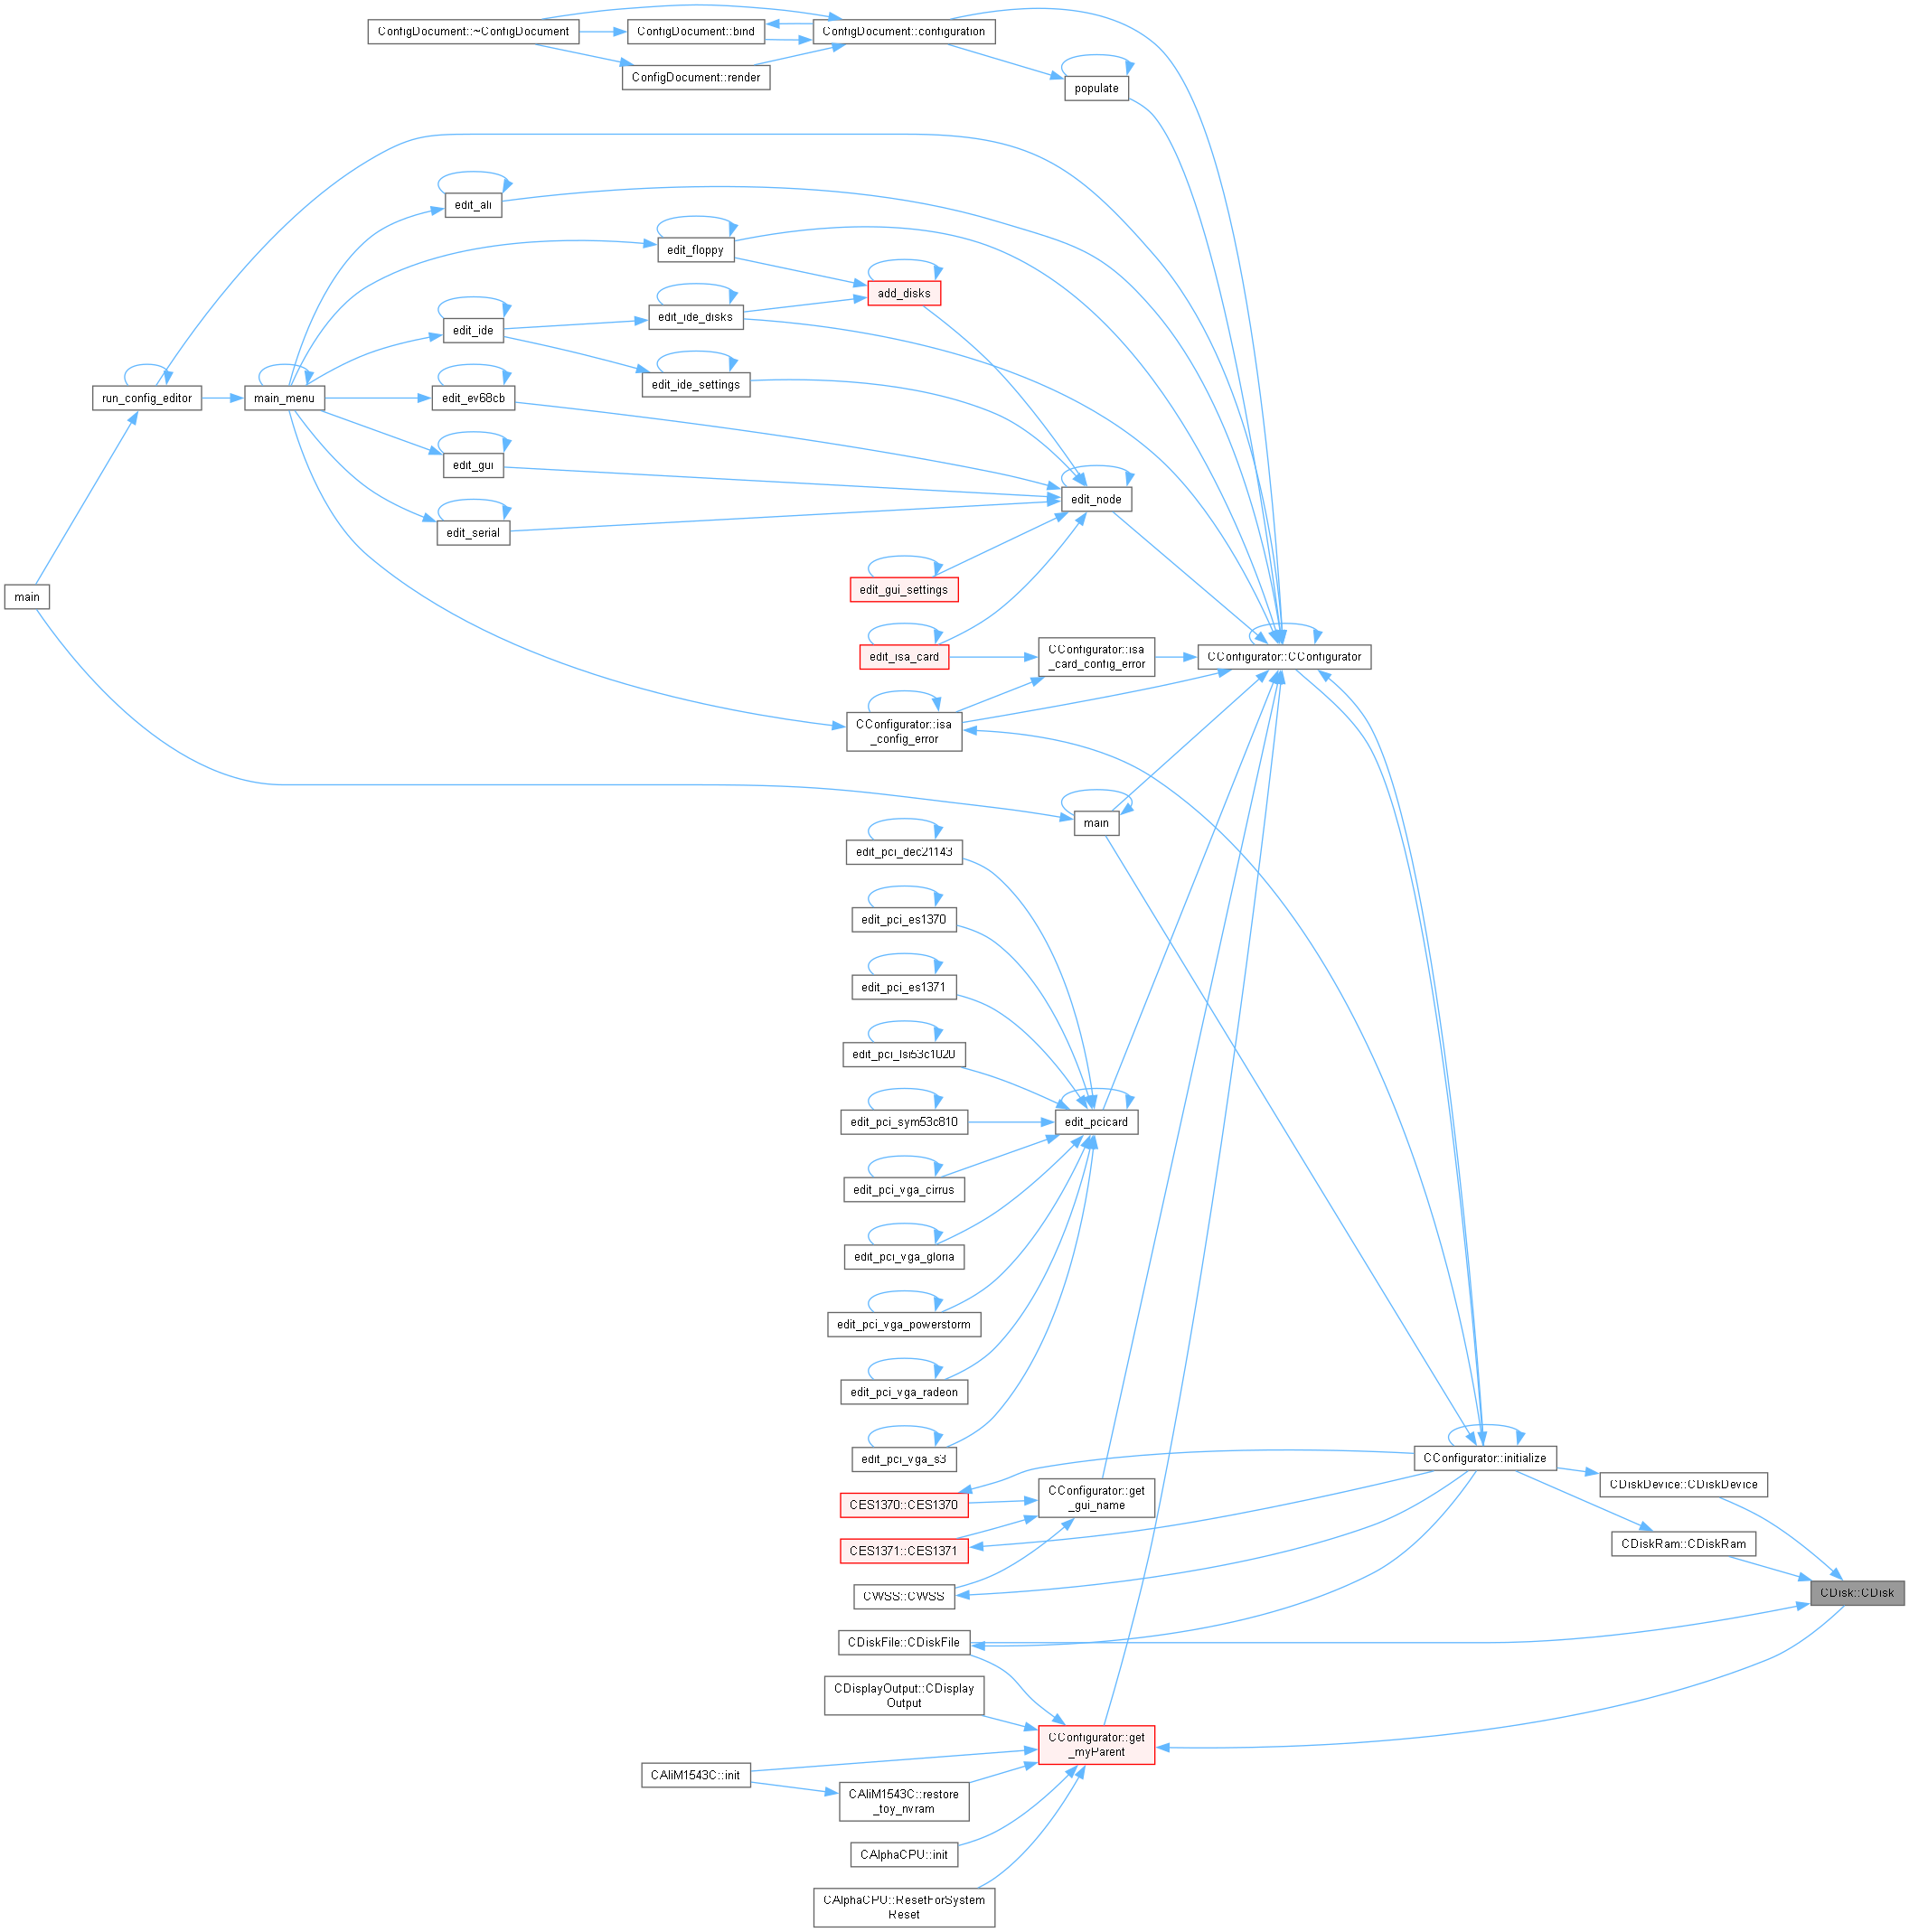 ConfigDocument::~ConfigDocument
ConfigDocument::bind
ConfigDocument::configuration
ConfigDocument::render
populate
edit_ali
edit_floppy
add_disks
edit_ide_disks
edit_ide
edit_ide_settings
run_config_editor
main_menu
edit_ev68cb
edit_gui
edit_node
edit_serial
edit_gui_settings
main
edit_isa_card
CConfigurator::isa
_card_config_error
CConfigurator::CConfigurator
CConfigurator::isa
_config_error
main
edit_pci_dec21143
edit_pci_es1370
edit_pci_es1371
edit_pci_lsi53c1020
edit_pci_sym53c810
edit_pcicard
edit_pci_vga_cirrus
edit_pci_vga_gloria
edit_pci_vga_powerstorm
edit_pci_vga_radeon
edit_pci_vga_s3
CConfigurator::initialize
CDiskDevice::CDiskDevice
CES1370::CES1370
CConfigurator::get
_gui_name
CES1371::CES1371
CDiskRam::CDiskRam
CWSS::CWSS
CDisk::CDisk
CDiskFile::CDiskFile
CDisplayOutput::CDisplay
Output
CConfigurator::get
_myParent
CAliM1543C::init
CAliM1543C::restore
_toy_nvram
CAlphaCPU::init
CAlphaCPU::ResetForSystem
Reset